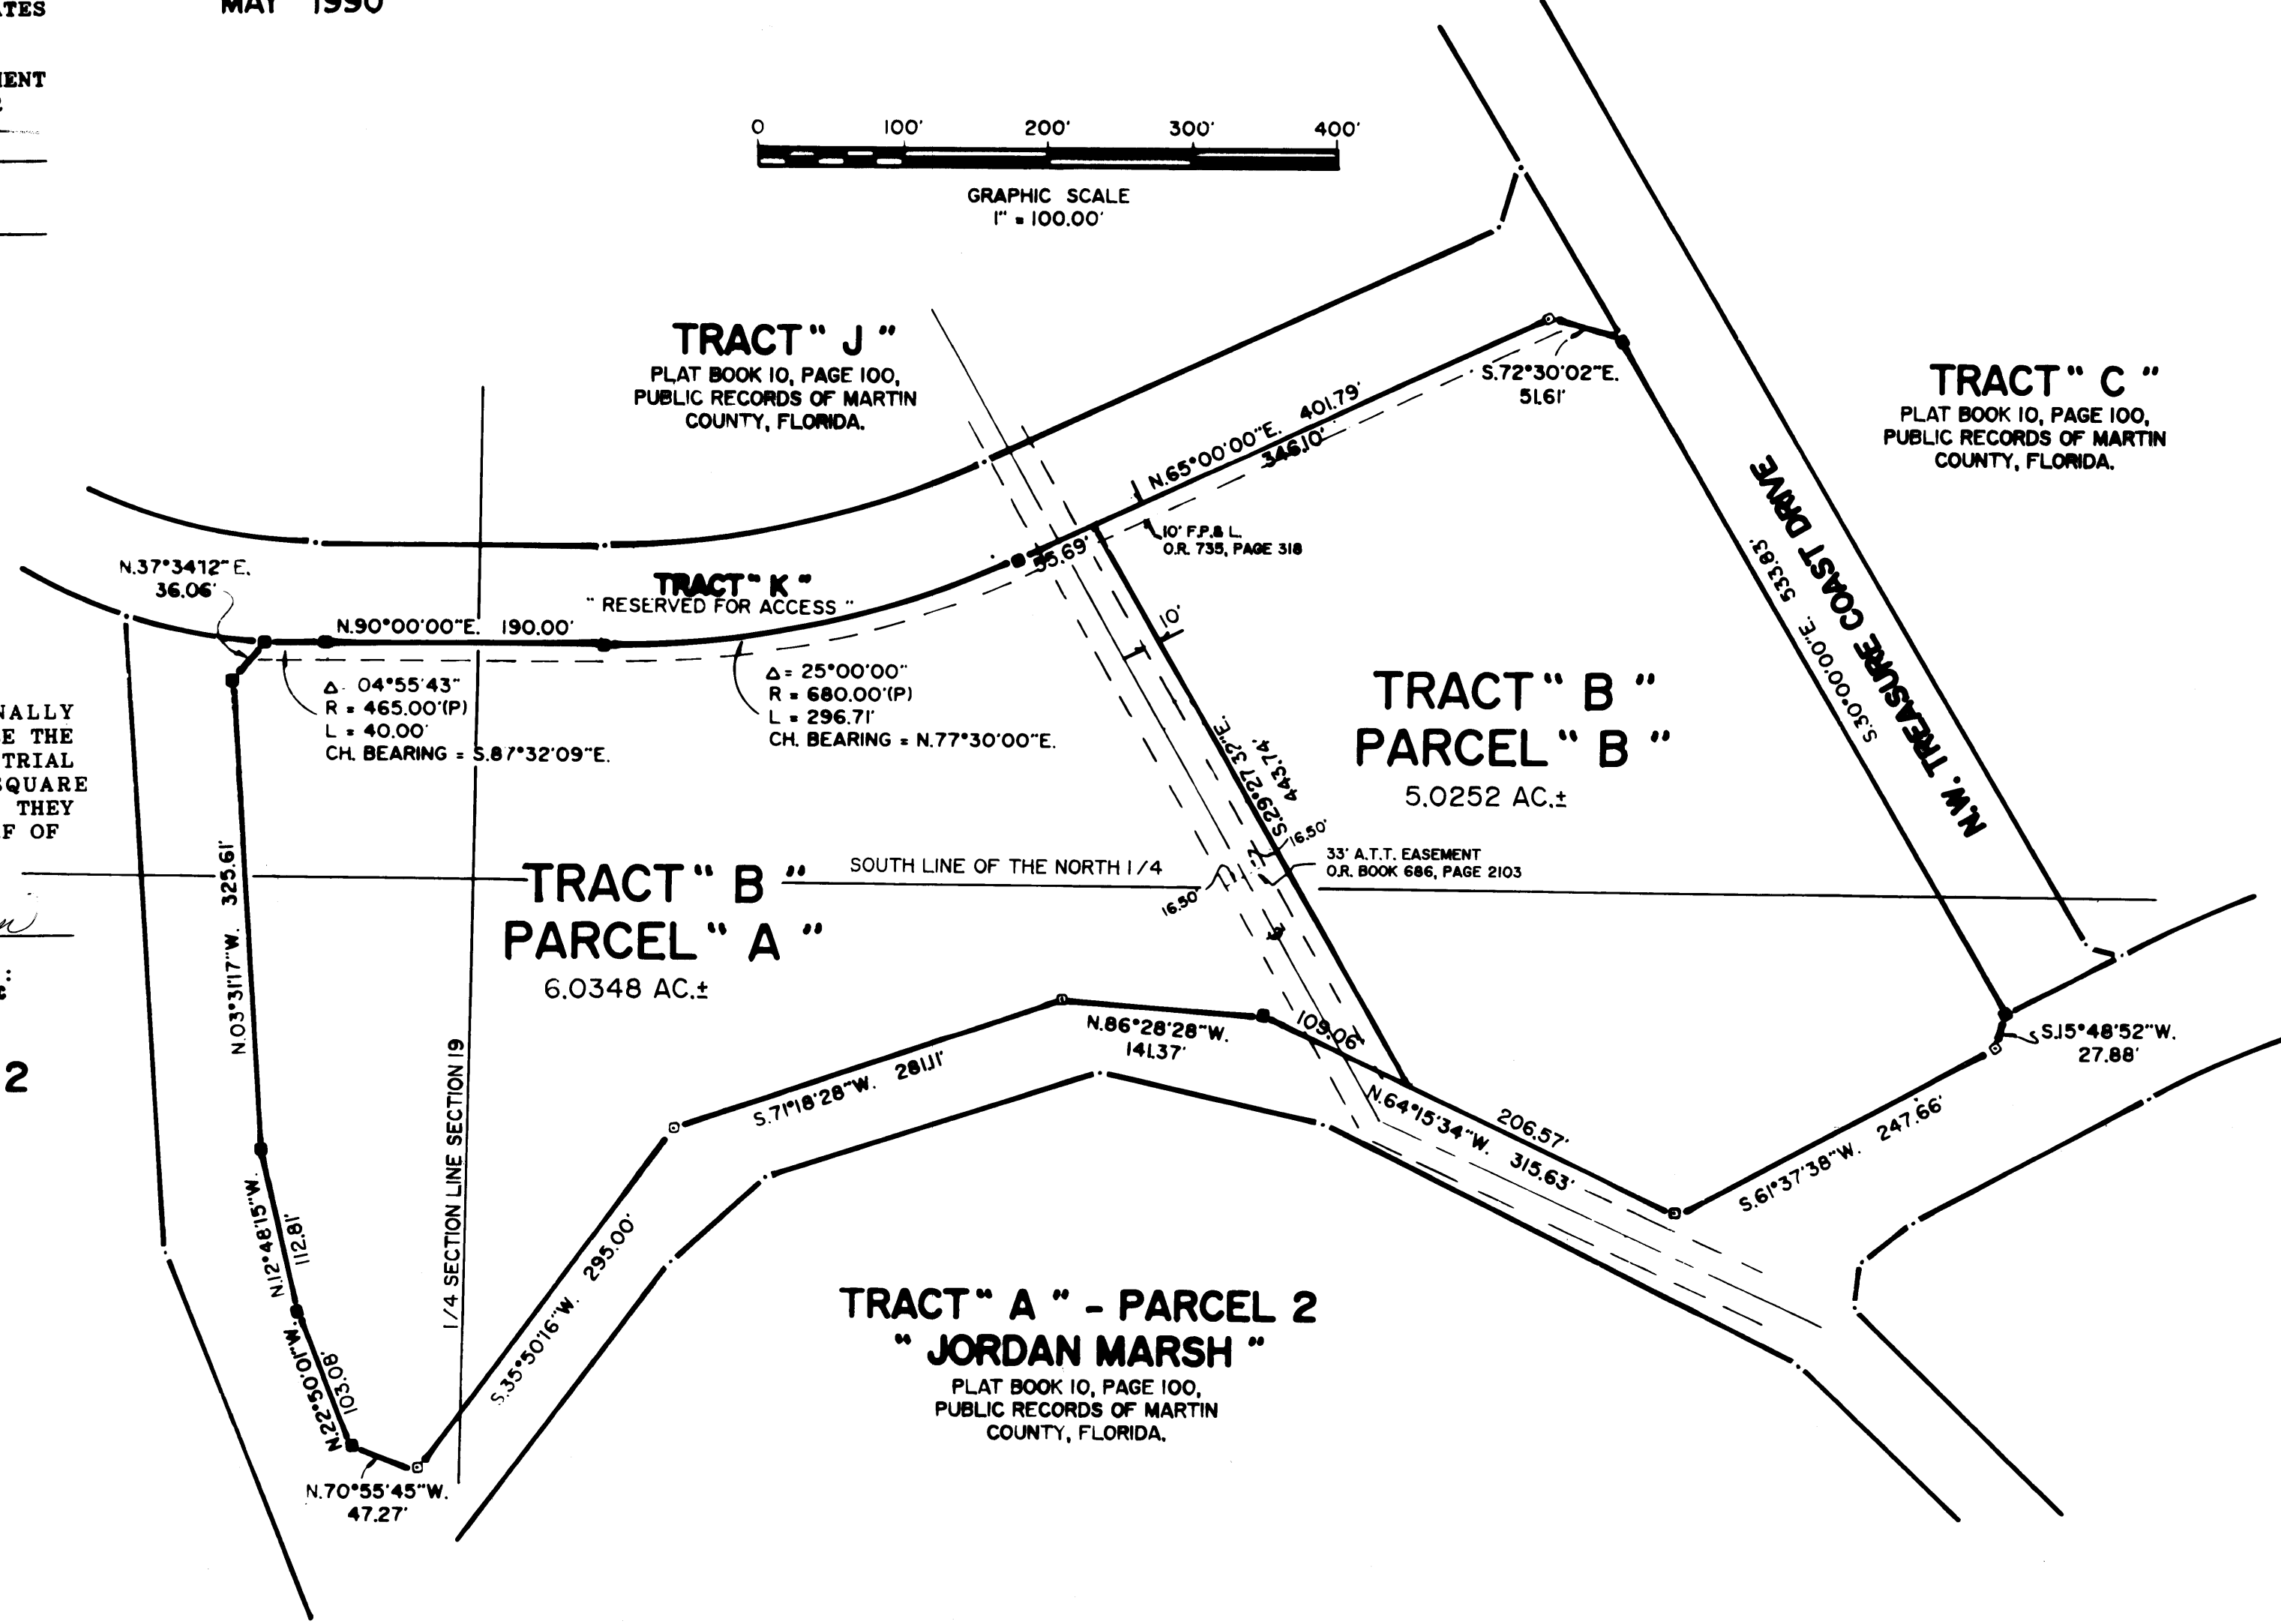 MAY 1990
0 100' 200' 300' 400'
GRAPHIC SCALE
1" = 100.00'
TRACT " J "
PLAT BOOK 10, PAGE 100,
PUBLIC RECORDS OF MARTIN
COUNTY, FLORIDA.
TRACT " C "
PLAT BOOK 10, PAGE 100,
PUBLIC RECORDS OF MARTIN
COUNTY, FLORIDA.
S.72°30'02"E.
51.61'
N.65°00'00"E. 401.79'
346.10'
55.69'
10' F.P.& L.
O.R. 735, PAGE 318
N.W. TREASURE COAST DRIVE
S.30°00'00"E. 533.83'
N.37°34'12"E.
36.06'
TRACT " K "
" RESERVED FOR ACCESS "
N.90°00'00"E. 190.00'
Δ- 04°55'43"
R = 465.00'(P)
L = 40.00'
CH. BEARING = S.87°32'09"E.
Δ= 25°00'00"
R = 680.00'(P)
L = 296.71'
CH. BEARING = N.77°30'00"E.
10'
S.29°27'32"E.
443.74'
TRACT " B "
PARCEL " B "
5.0252 AC.±
16.50'
33' A.T.T. EASEMENT
O.R. BOOK 686, PAGE 2103
16.50'
SOUTH LINE OF THE NORTH 1/4
TRACT " B "
PARCEL " A "
6.0348 AC.±
N.03°31'17"W. 325.61'
1/4 SECTION LINE SECTION 19
N.12°48'15"W.
112.81'
N.22°50'01"W.
103.08'
N.70°55'45"W.
47.27'
S.35°50'16"W. 295.00'
S.71°18'28"W. 281.11'
N.86°28'28"W.
141.37'
109.06'
N.64°15'34"W. 315.63'
206.57'
S.61°37'38"W. 247.66'
S.15°48'52"W.
27.88'
TRACT " A " - PARCEL 2
" JORDAN MARSH "
PLAT BOOK 10, PAGE 100,
PUBLIC RECORDS OF MARTIN
COUNTY, FLORIDA.
NALLY
E THE
TRIAL
SQUARE
THEY
F OF
2